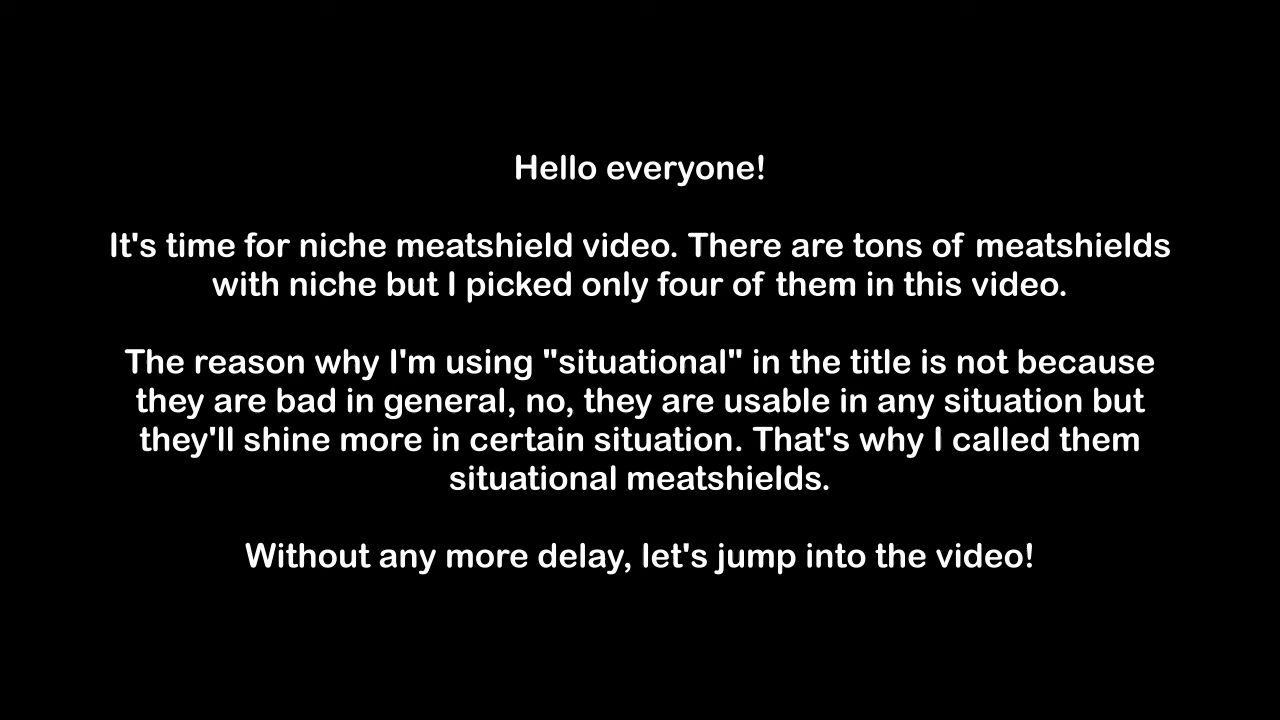 Hello everyone!
It's time for niche meatshield video. There are tons of meatshields
with niche but I picked only four of them in this video.
The reason why I'm using "situational" in the title is not because
they are bad in general, no, they are usable in any situation but
they'll shine more in certain situation. That's why I called them
situational meatshields.
Without any more delay, let's jump into the video!